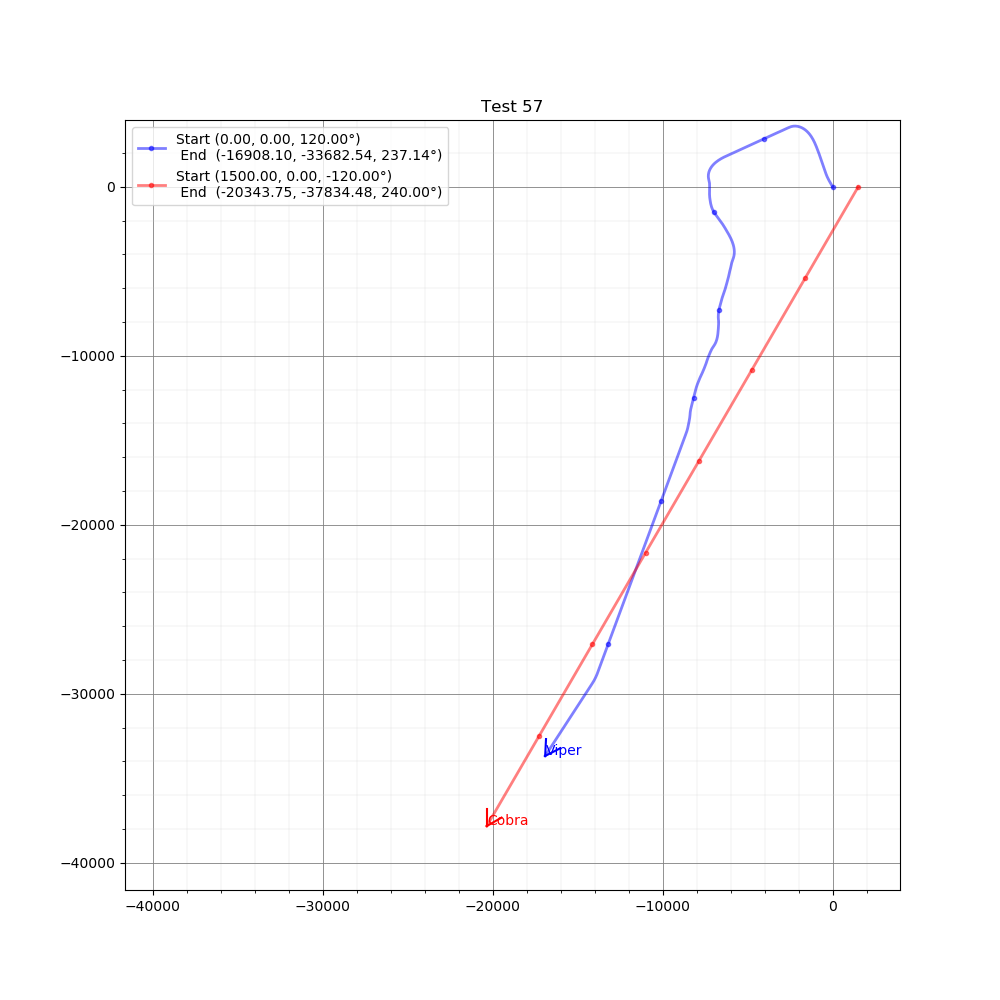 Test 57
Start (0.00, 0.00, 120.00°)
End (-16908.10, -33682.54, 237.14°)
Start (1500.00, 0.00, -120.00°)
End (-20343.75, -37834.48, 240.00°)
0
−10000
−20000
−30000
−40000
Viper
Cobra
−40000
−30000
−20000
−10000
0